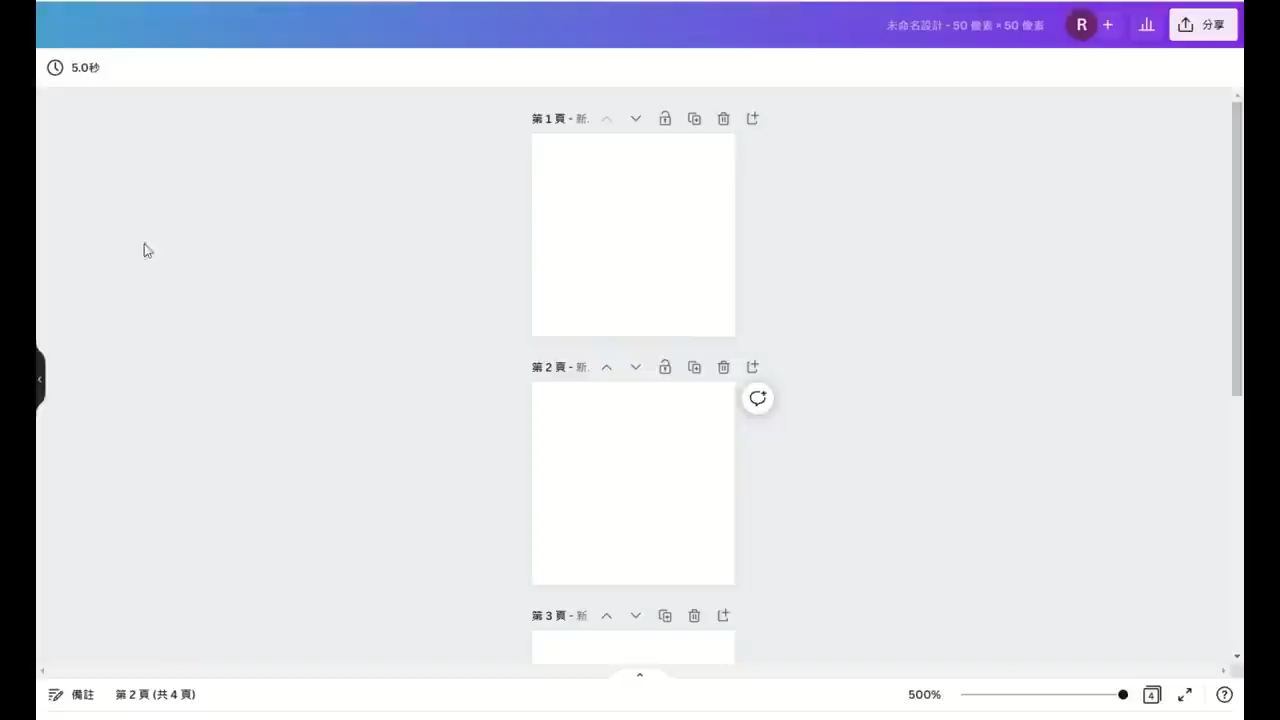 未命名設計 - 50 像素 × 50 像素
R
+
分享
5.0秒
第 1 頁 - 新.
第 2 頁 - 新.
第 3 頁 - 新
備註
第 2 頁 (共 4 頁)
500%
4
?